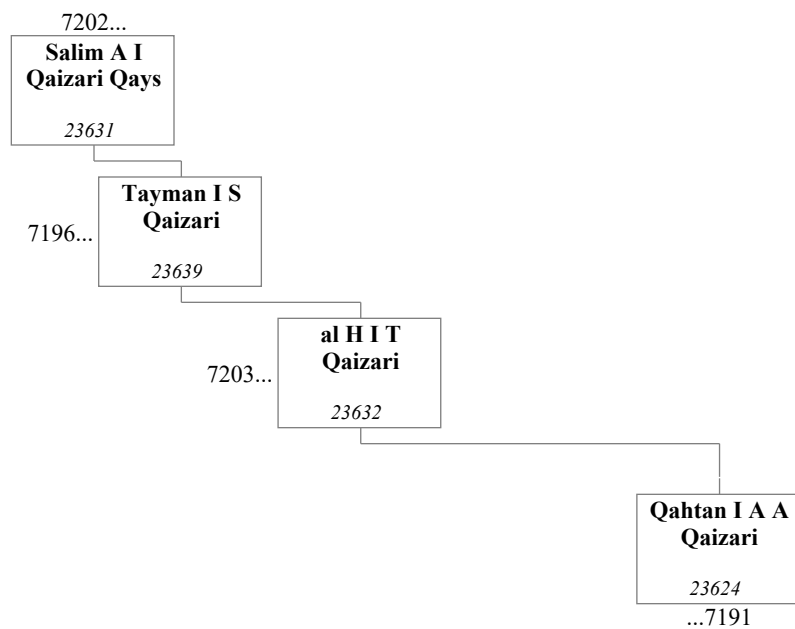 7202...
Salim A I
Qaizari Qays
23631
Tayman I S
Qaizari
7196...
23639
al H I T
Qaizari
7203...
23632
Qahtan I A A
Qaizari
23624
...7191